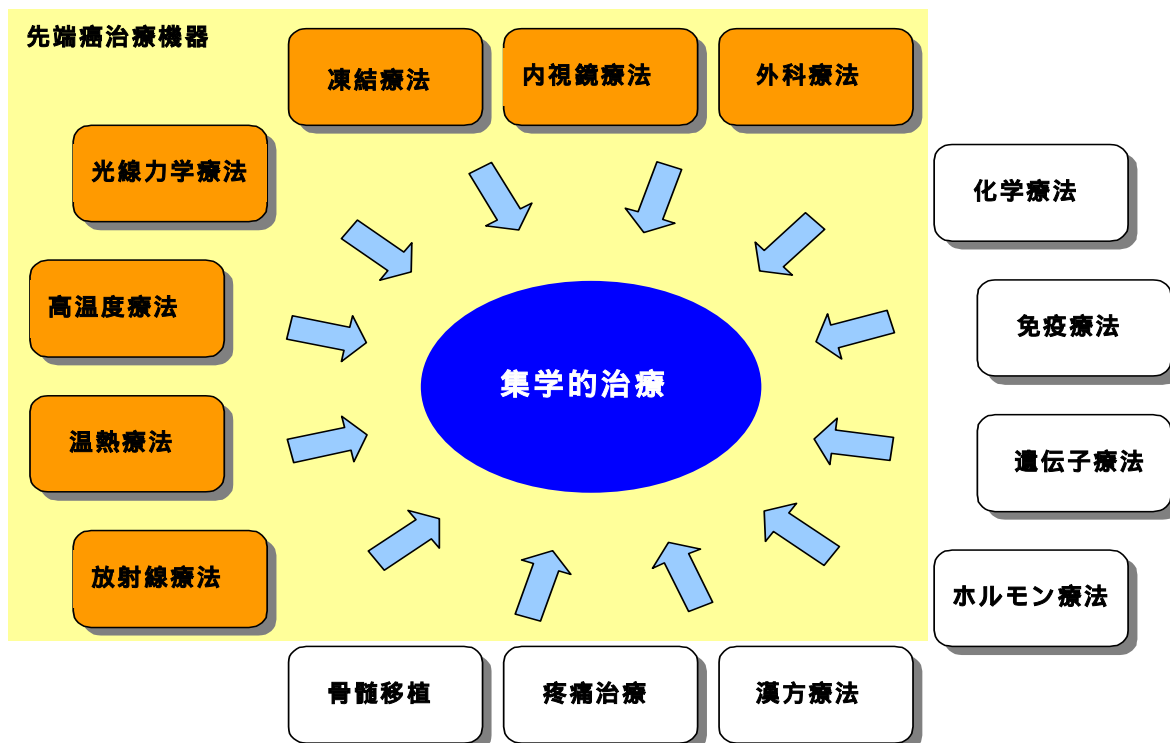 先端癌治療機器
凍結療法
内視鏡療法
外科療法
光線力学療法
化学療法
高温度療法
免疫療法
集学的治療
温熱療法
遺伝子療法
放射線療法
ホルモン療法
骨髄移植
疼痛治療
漢方療法